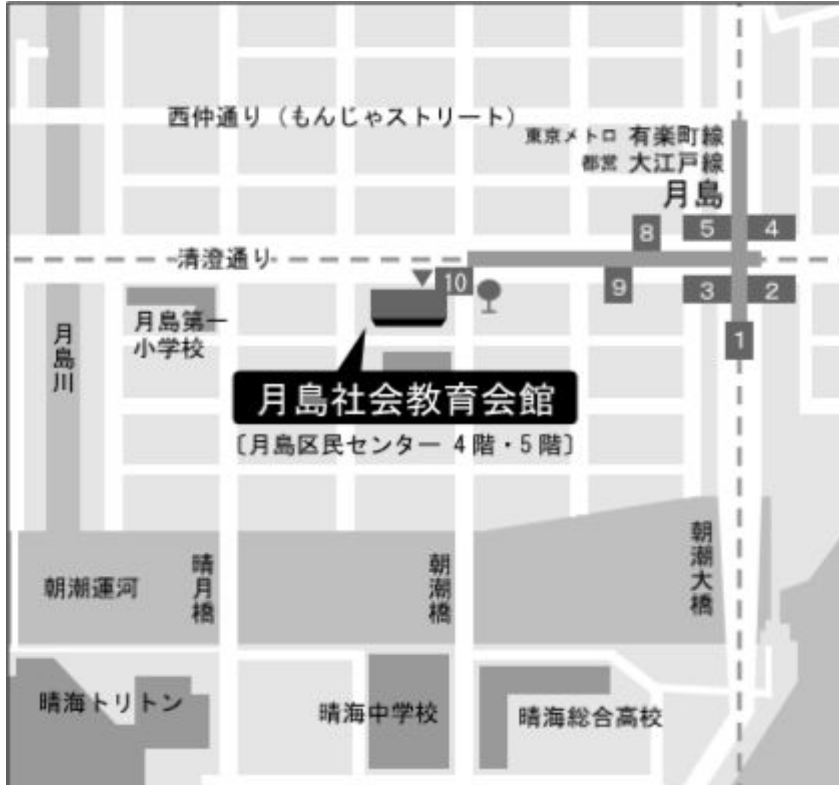 西仲通り（もんじゃストリート）
東京メトロ 有楽町線
都営 大江戸線
月島
8
5
4
清澄通り
10
9
3
2
1
月島第一
小学校
月島川
月島社会教育会館
〔月島区民センター 4階・5階〕
朝潮運河
晴月橋
朝潮橋
朝潮大橋
晴海トリトン
晴海中学校
晴海総合高校